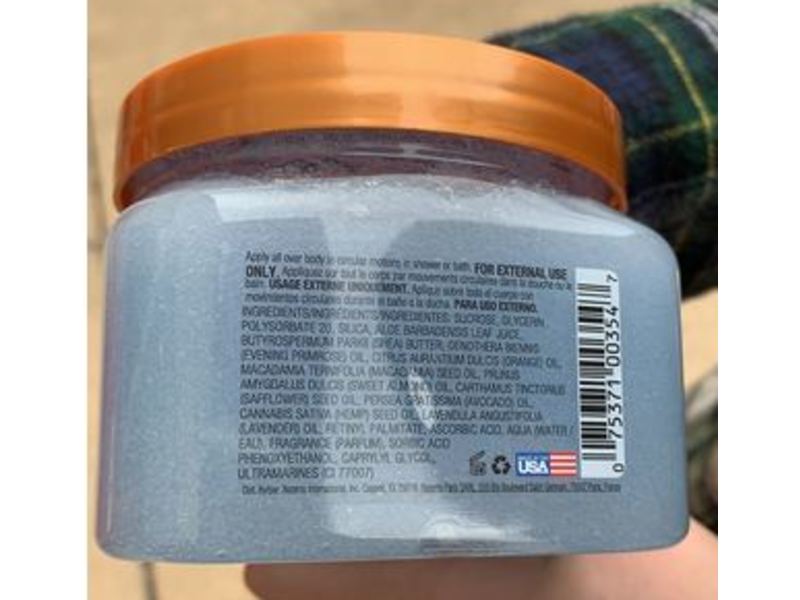 Apply all over body in circular motions in shower or bath. FOR EXTERNAL USE
ONLY. Appliquez sur tout le corps par mouvements circulaires dans la douche ou le
bain. USAGE EXTERNE UNIQUEMENT. Aplique sobre todo el cuerpo con
movimientos circulares durante el baño o la ducha. PARA USO EXTERNO.
INGREDIENTS/INGRÉDIENTS/INGREDIENTES: SUCROSE, GLYCERIN,
POLYSORBATE 20, SILICA, ALOE BARBADENSIS LEAF JUICE,
BUTYROSPERMUM PARKII (SHEA) BUTTER, OENOTHERA BIENNIS
(EVENING PRIMROSE) OIL, CITRUS AURANTIUM DULCIS (ORANGE) OIL,
MACADAMIA TERNIFOLIA (MACADAMIA) SEED OIL, PRUNUS
AMYGDALUS DULCIS (SWEET ALMOND) OIL, CARTHAMUS TINCTORIUS
(SAFFLOWER) SEED OIL, PERSEA GRATISSIMA (AVOCADO) OIL,
CANNABIS SATIVA (HEMP) SEED OIL, LAVENDULA ANGUSTIFOLIA
(LAVENDER) OIL, RETINYL PALMITATE, ASCORBIC ACID, AQUA (WATER /
EAU), FRAGRANCE (PARFUM), SORBIC ACID
PHENOXYETHANOL, CAPRYLYL GLYCOL,
ULTRAMARINES (CI 77007)
USA
0 75371 00354 7